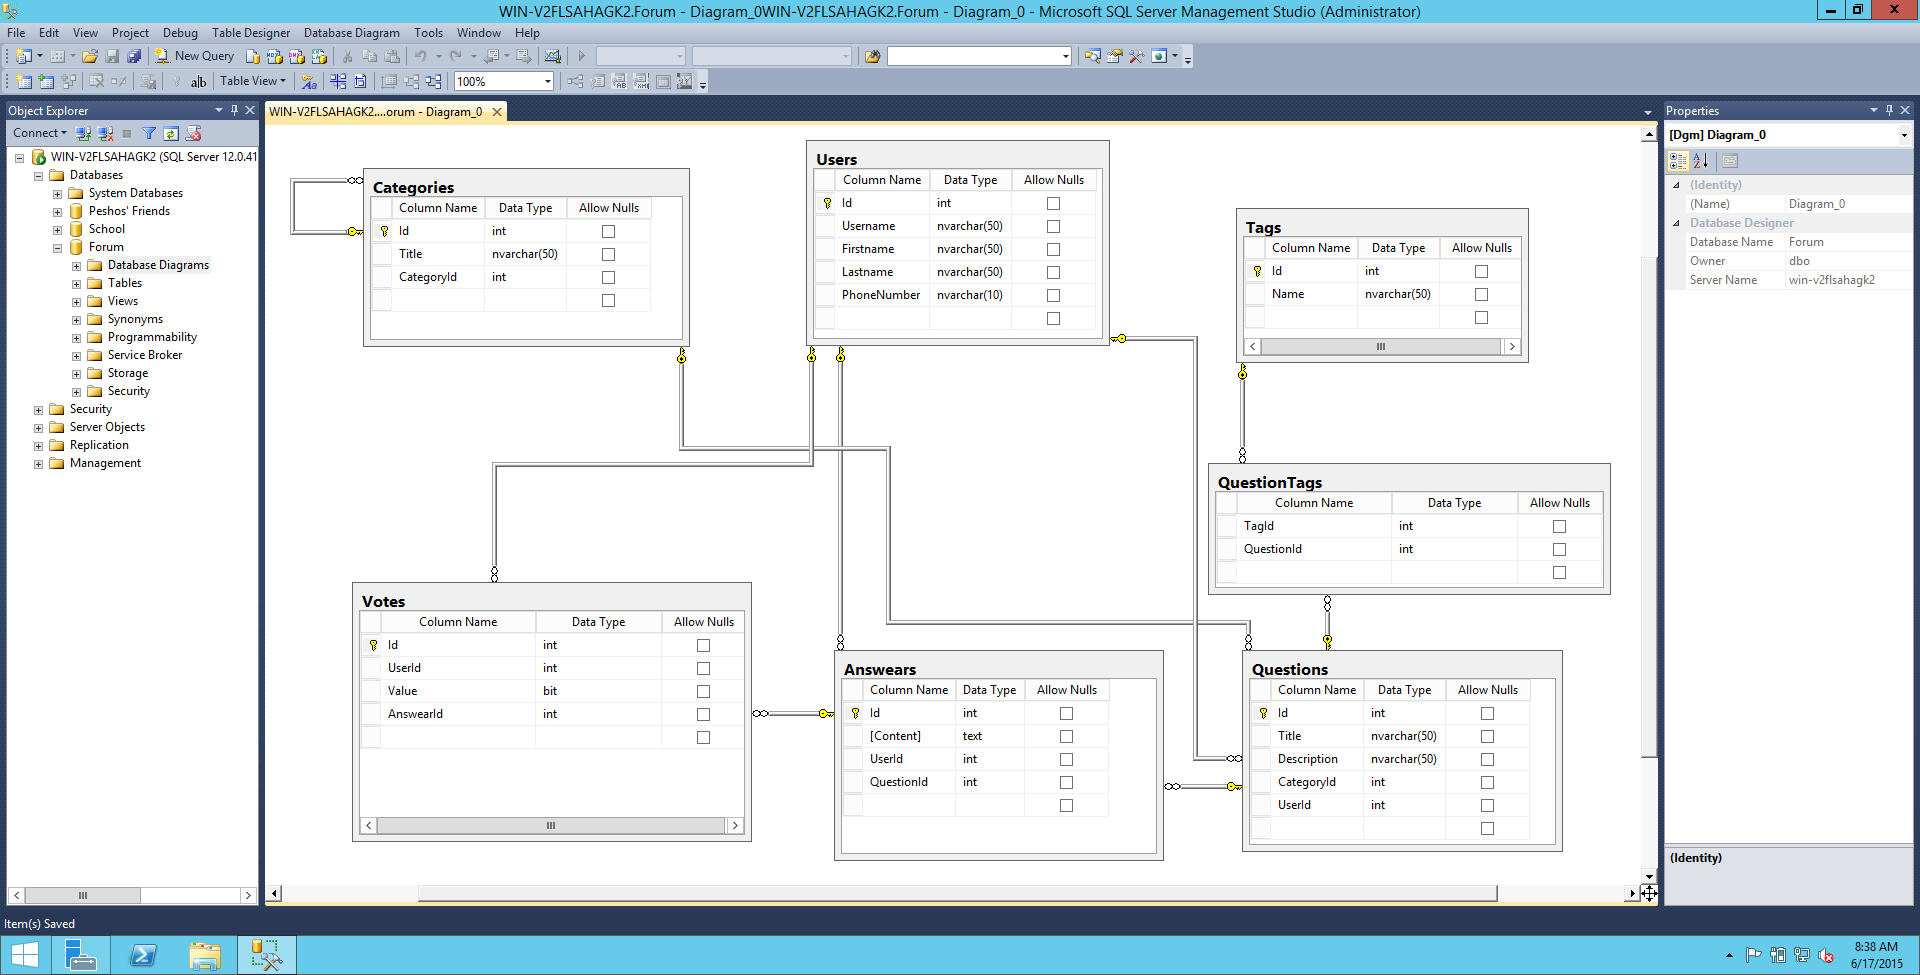 WIN-V2FLSAHAGK2.Forum - Diagram_0WIN-V2FLSAHAGK2.Forum - Diagram_0 - Microsoft SQL Server Management Studio (Administrator)
File Edit View Project Debug Table Designer Database Diagram Tools Window Help
New Query
Table View 100%
Object Explorer
Connect
WIN-V2FLSAHAGK2 (SQL Server 12.0.41
Databases
System Databases
Peshos' Friends
School
Forum
Database Diagrams
Tables
Views
Synonyms
Programmability
Service Broker
Storage
Security
Security
Server Objects
Replication
Management
WIN-V2FLSAHAGK2....orum - Diagram_0
Categories
Column Name Data Type Allow Nulls
Id int
Title nvarchar(50)
CategoryId int
Users
Column Name Data Type Allow Nulls
Id int
Username nvarchar(50)
Firstname nvarchar(50)
Lastname nvarchar(50)
PhoneNumber nvarchar(10)
Tags
Column Name Data Type Allow Nulls
Id int
Name nvarchar(50)
QuestionTags
Column Name Data Type Allow Nulls
TagId int
QuestionId int
Votes
Column Name Data Type Allow Nulls
Id int
UserId int
Value bit
AnswearId int
Answears
Column Name Data Type Allow Nulls
Id int
[Content] text
UserId int
QuestionId int
Questions
Column Name Data Type Allow Nulls
Id int
Title nvarchar(50)
Description nvarchar(50)
CategoryId int
UserId int
Properties
[Dgm] Diagram_0
(Identity)
(Name) Diagram_0
Database Designer
Database Name Forum
Owner dbo
Server Name win-v2flsahagk2
(Identity)
Item(s) Saved
8:38 AM
6/17/2015